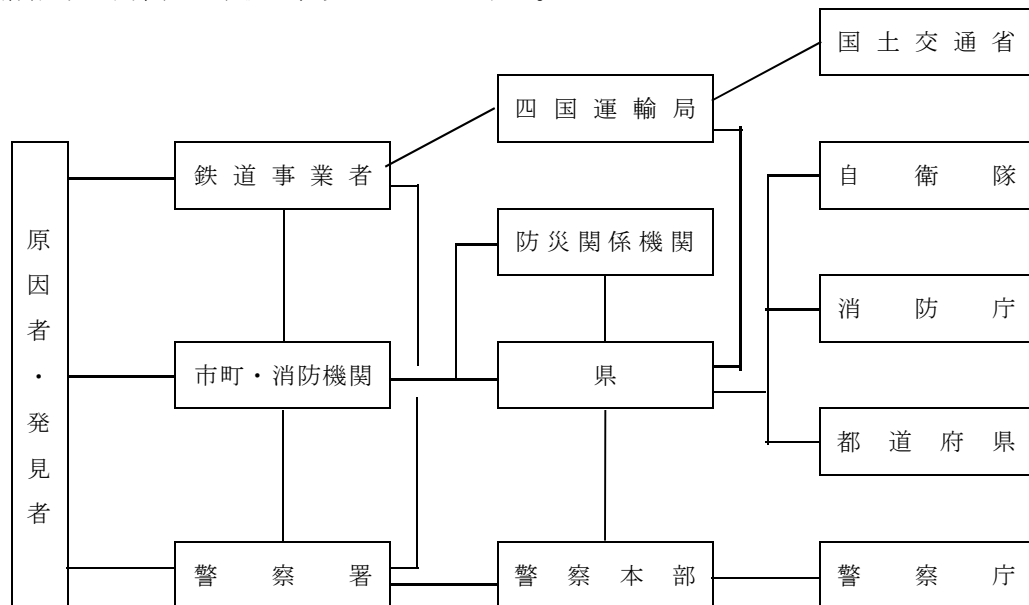 国土交通省
四国運輸局
鉄道事業者
自衛隊
防災関係機関
原因者・発見者
消防庁
市町・消防機関
県
都道府県
警察署
警察本部
警察庁